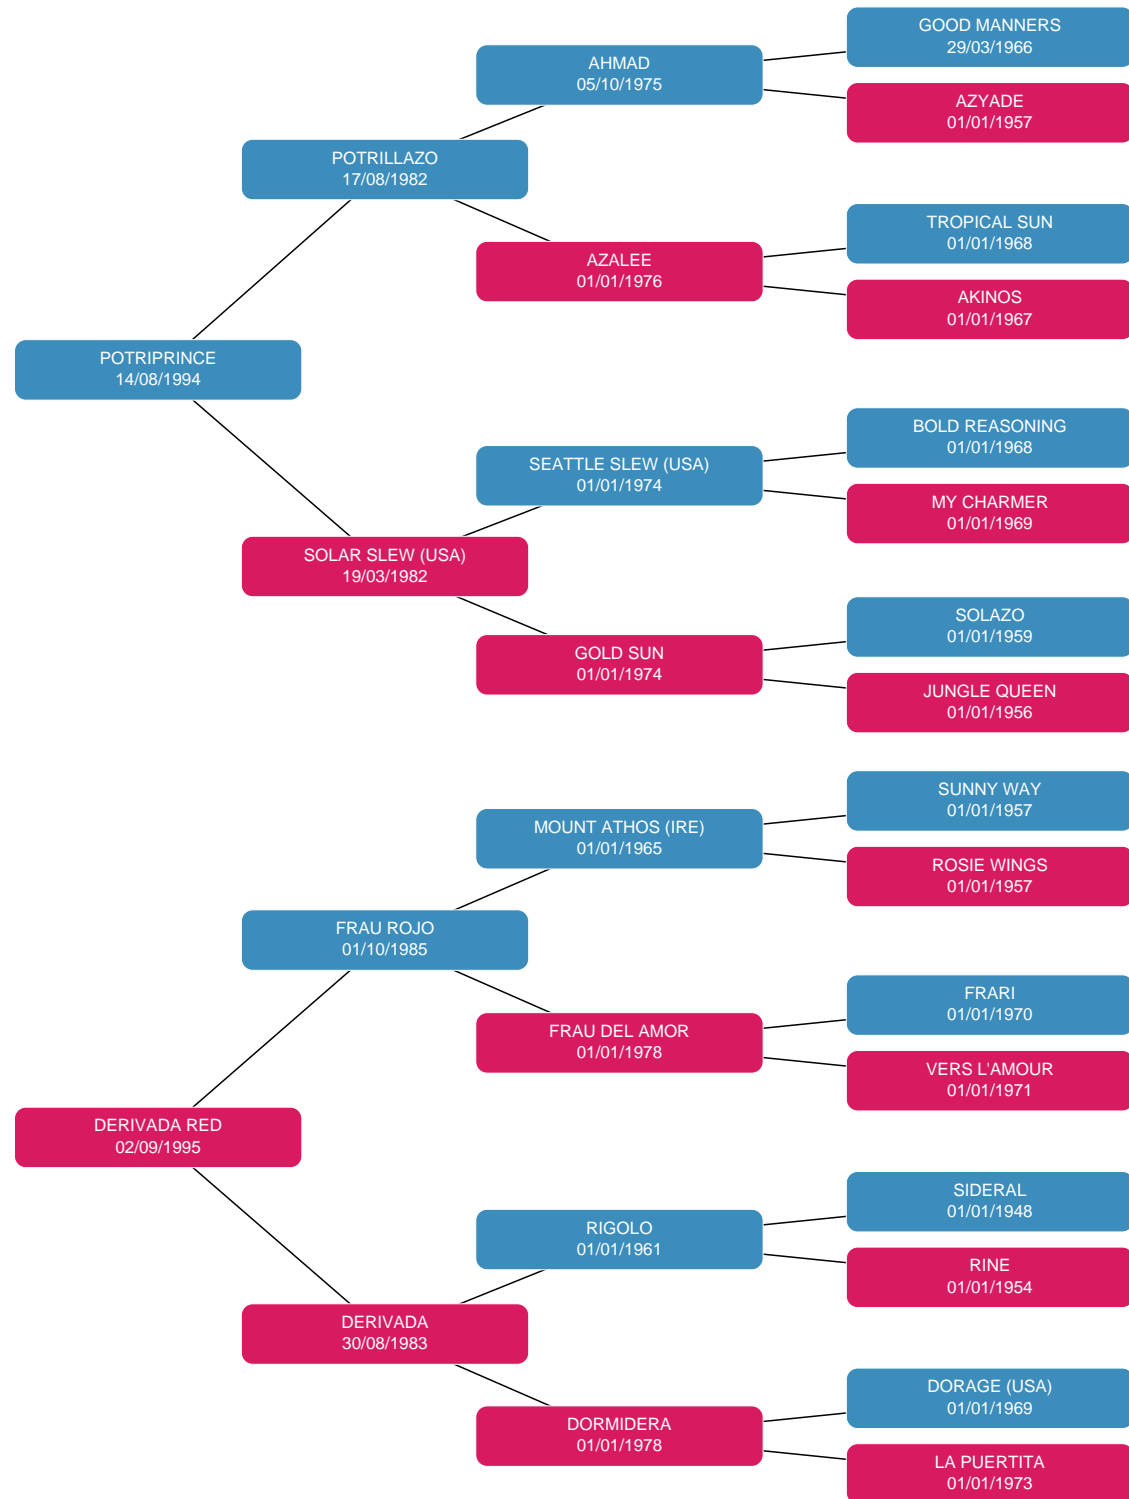 GOOD MANNERS
29/03/1966
AHMAD
05/10/1975
AZYADE
01/01/1957
POTRILLAZO
17/08/1982
TROPICAL SUN
01/01/1968
AZALEE
01/01/1976
AKINOS
01/01/1967
POTRIPRINCE
14/08/1994
BOLD REASONING
01/01/1968
SEATTLE SLEW (USA)
01/01/1974
MY CHARMER
01/01/1969
SOLAR SLEW (USA)
19/03/1982
SOLAZO
01/01/1959
GOLD SUN
01/01/1974
JUNGLE QUEEN
01/01/1956
SUNNY WAY
01/01/1957
MOUNT ATHOS (IRE)
01/01/1965
ROSIE WINGS
01/01/1957
FRAU ROJO
01/10/1985
FRARI
01/01/1970
FRAU DEL AMOR
01/01/1978
VERS L'AMOUR
01/01/1971
DERIVADA RED
02/09/1995
SIDERAL
01/01/1948
RIGOLO
01/01/1961
RINE
01/01/1954
DERIVADA
30/08/1983
DORAGE (USA)
01/01/1969
DORMIDERA
01/01/1978
LA PUERTITA
01/01/1973